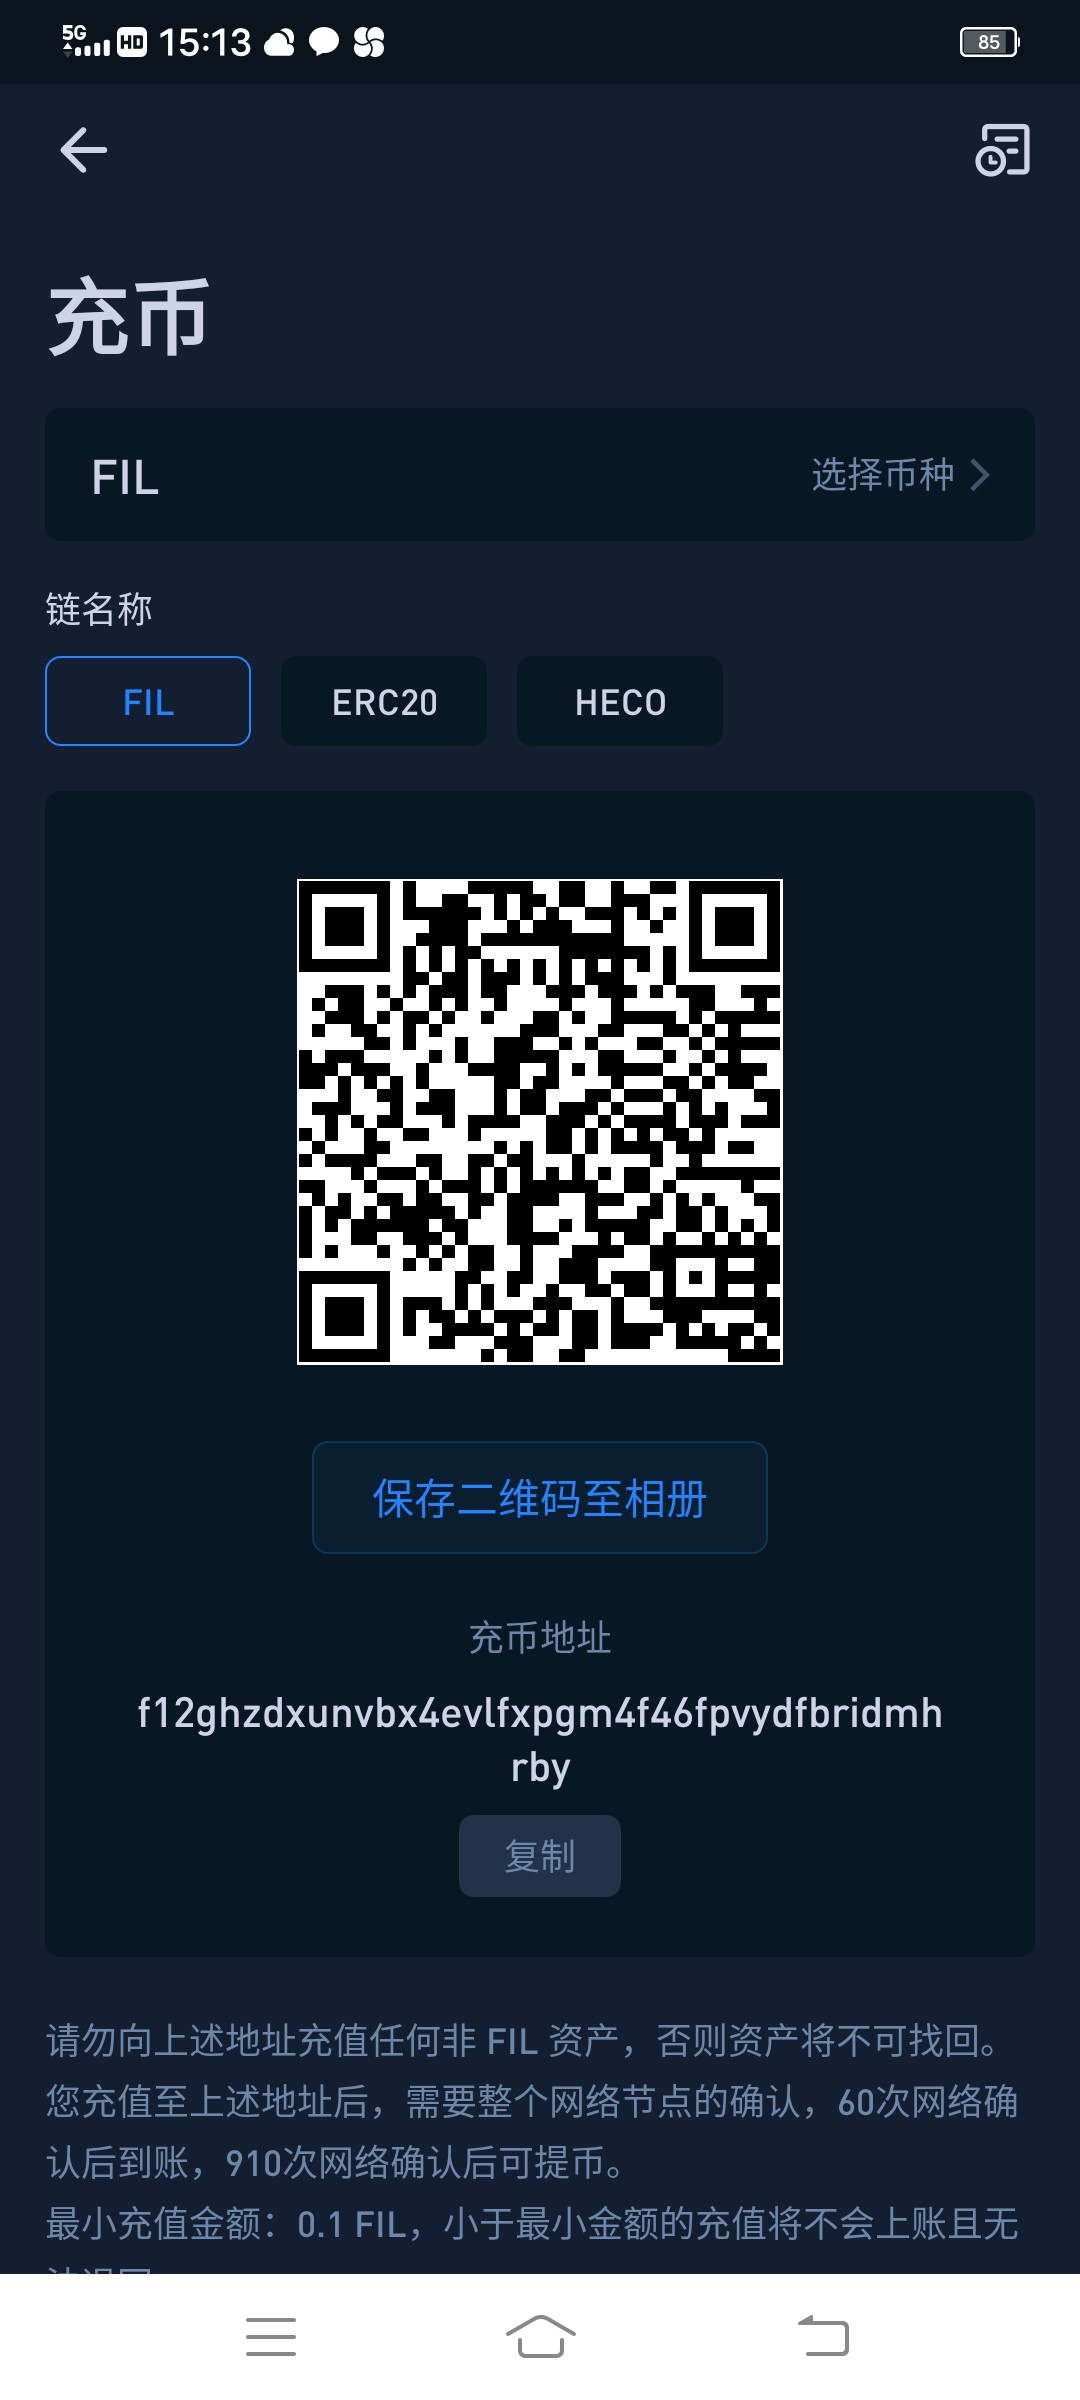 5G HD 15:13 85
充币
FIL 选择币种
链名称
FIL ERC20 HECO
保存二维码至相册
充币地址
f12ghzdxunvbx4evlfxpgm4f46fpvydfbridmh
rby
复制
请勿向上述地址充值任何非 FIL 资产，否则资产将不可找回。
您充值至上述地址后，需要整个网络节点的确认，60次网络确
认后到账，910次网络确认后可提币。
最小充值金额：0.1 FIL，小于最小金额的充值将不会上账且无